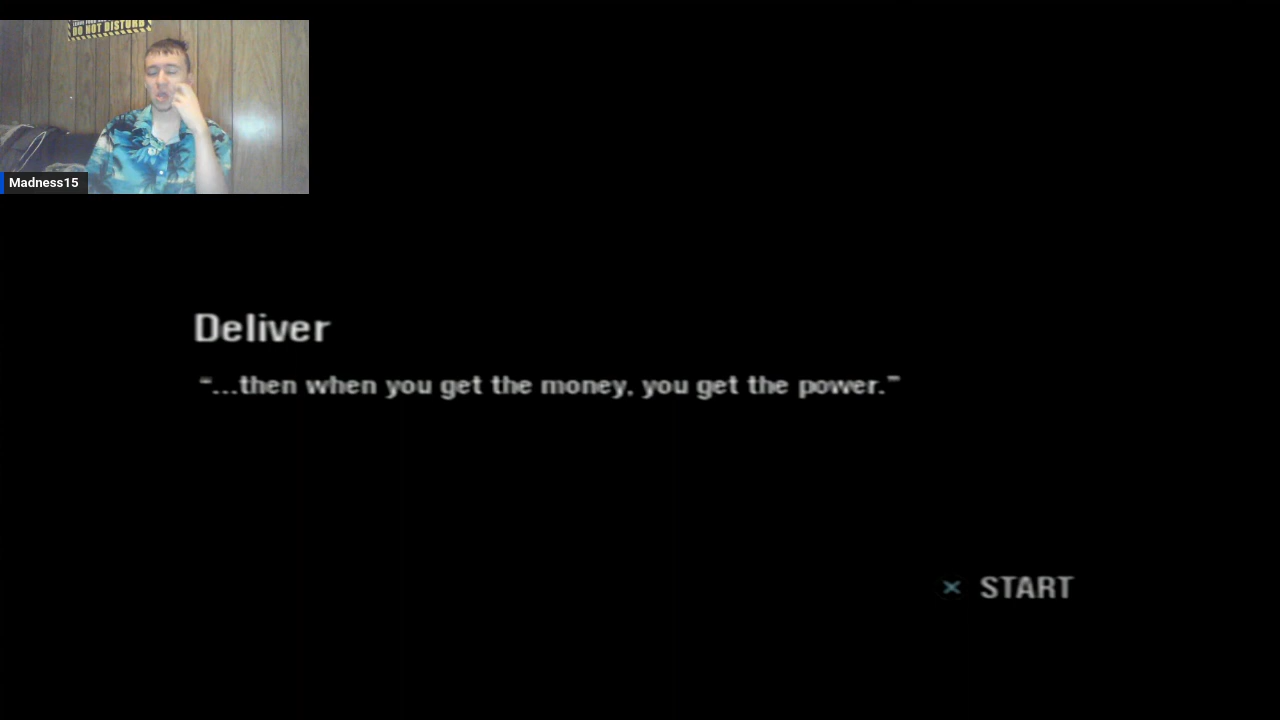 DO NOT DISTURB
Madness15
Deliver
"...then when you get the money, you get the power."
× START